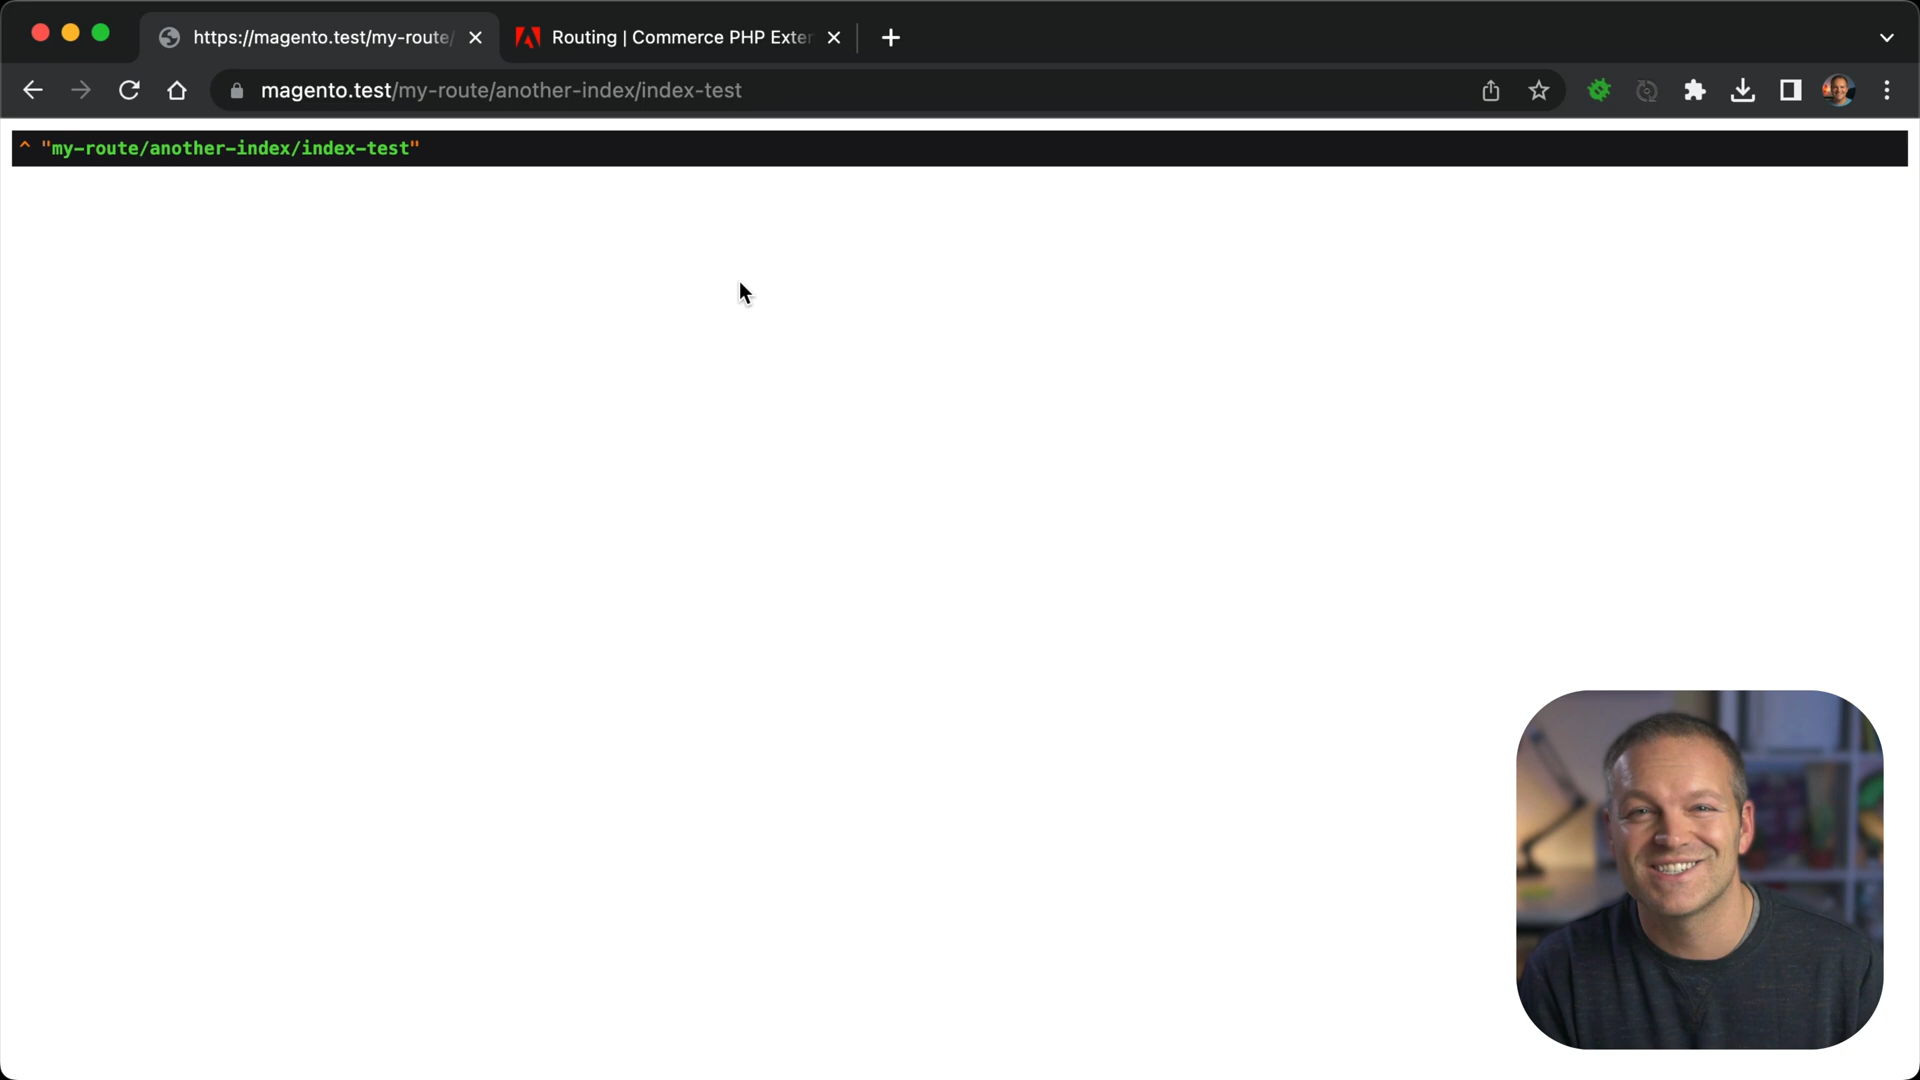 https://magento.test/my-route/
Routing | Commerce PHP Exter
magento.test/my-route/another-index/index-test
^ "my-route/another-index/index-test"